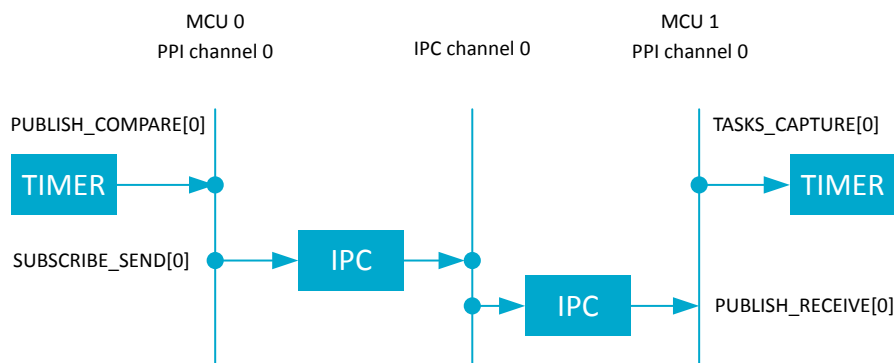 MCU 0
PPI channel 0
IPC channel 0
MCU 1
PPI channel 0
PUBLISH_COMPARE[0]
TASKS_CAPTURE[0]
TIMER
TIMER
SUBSCRIBE_SEND[0]
IPC
IPC
PUBLISH_RECEIVE[0]